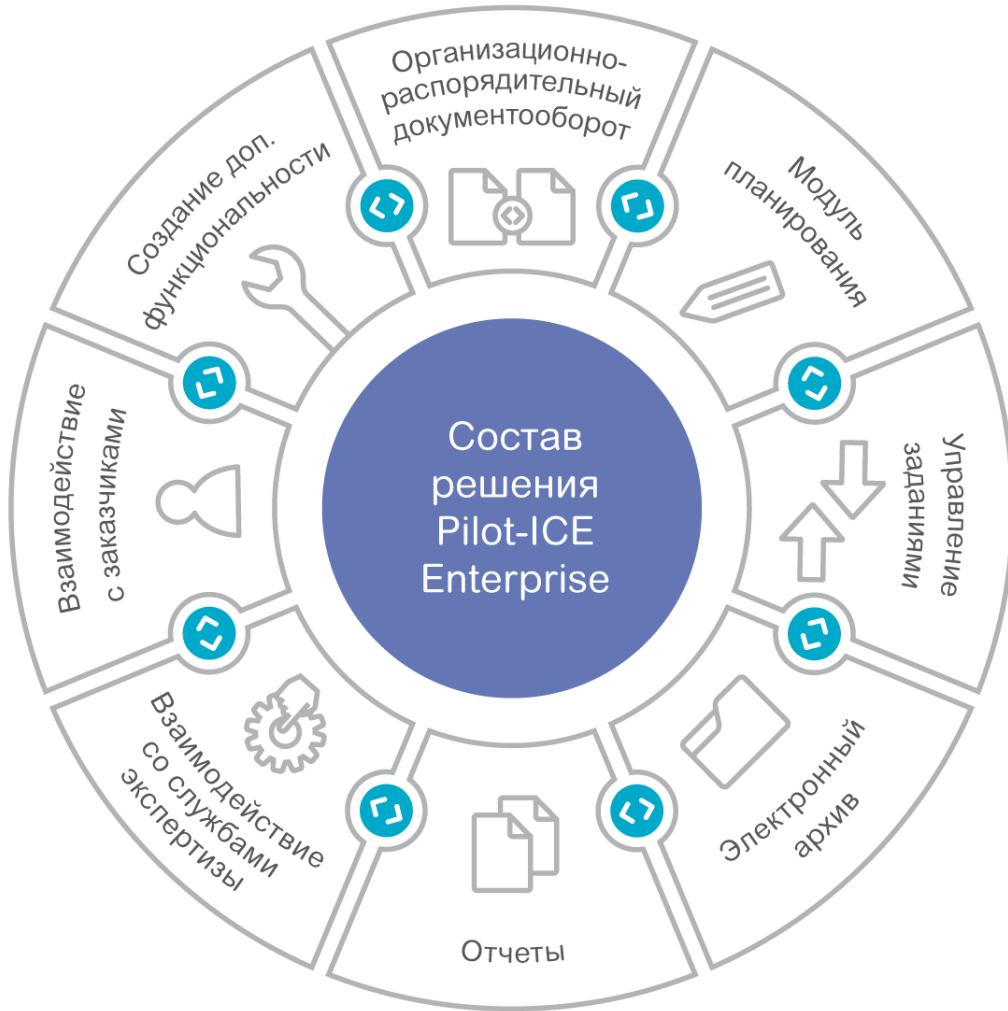 Организационно-
распорядительный
документооборот
Модуль
планирования
Управление
заданиями
Электронный
архив
Отчеты
Взаимодействие
со службами
экспертизы
Взаимодействие
с заказчиками
Создание доп.
функциональности
Состав
решения
Pilot-ICE
Enterprise